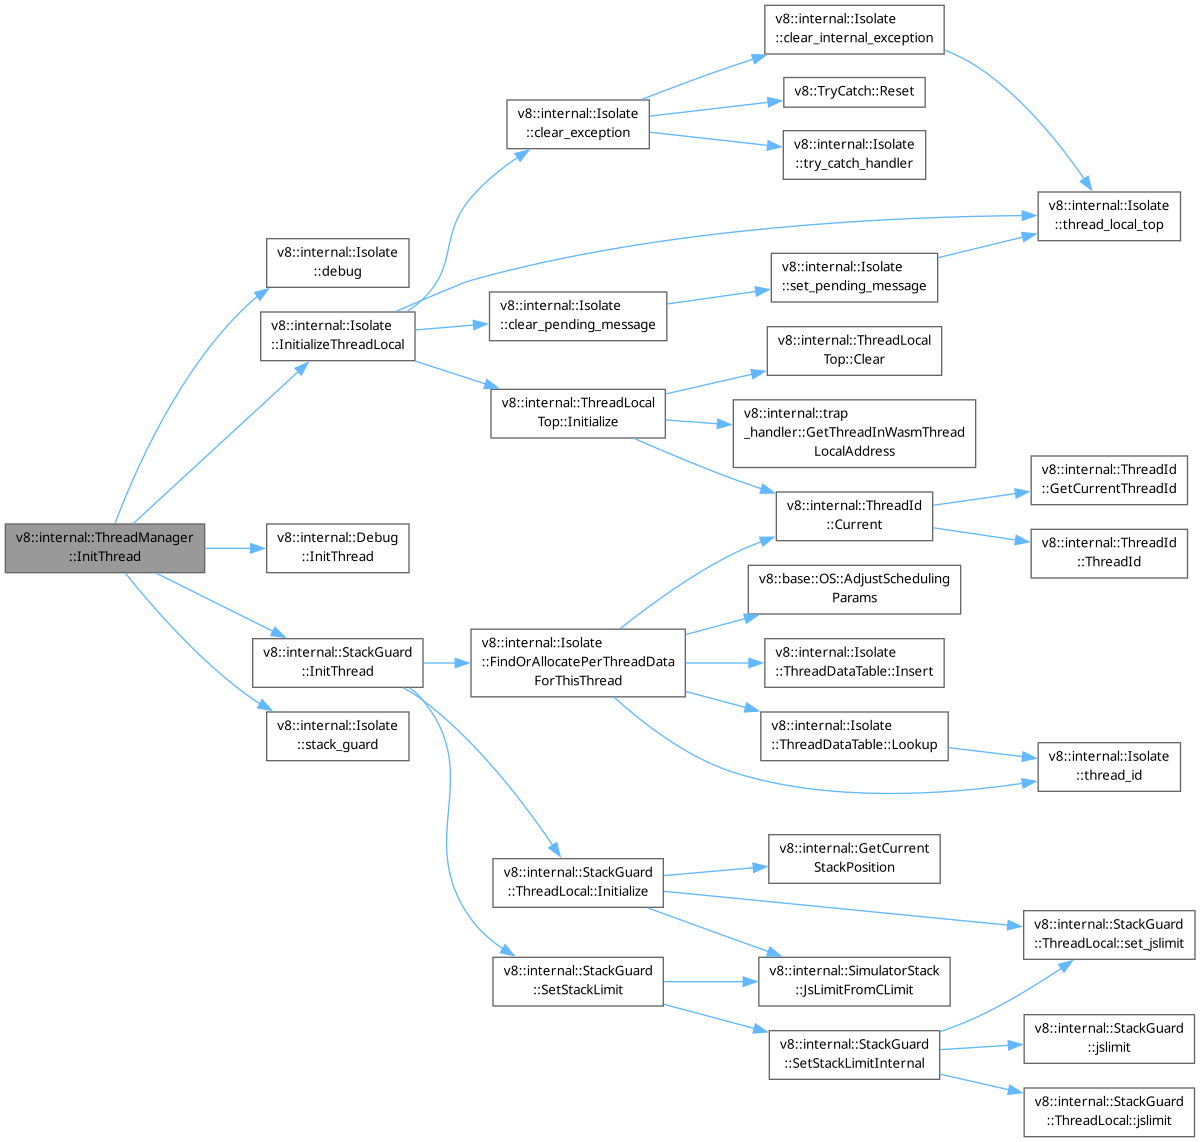 v8::internal::Isolate
::clear_internal_exception
v8::TryCatch::Reset
v8::internal::Isolate
::clear_exception
v8::internal::Isolate
::try_catch_handler
v8::internal::Isolate
::thread_local_top
v8::internal::Isolate
::debug
v8::internal::Isolate
::set_pending_message
v8::internal::Isolate
::InitializeThreadLocal
v8::internal::Isolate
::clear_pending_message
v8::internal::ThreadLocal
Top::Clear
v8::internal::ThreadLocal
Top::Initialize
v8::internal::trap
_handler::GetThreadInWasmThread
LocalAddress
v8::internal::ThreadId
::GetCurrentThreadId
v8::internal::ThreadId
::Current
v8::internal::ThreadManager
::InitThread
v8::internal::Debug
::InitThread
v8::internal::ThreadId
::ThreadId
v8::base::OS::AdjustScheduling
Params
v8::internal::StackGuard
::InitThread
v8::internal::Isolate
::FindOrAllocatePerThreadData
ForThisThread
v8::internal::Isolate
::ThreadDataTable::Insert
v8::internal::Isolate
::stack_guard
v8::internal::Isolate
::ThreadDataTable::Lookup
v8::internal::Isolate
::thread_id
v8::internal::GetCurrent
StackPosition
v8::internal::StackGuard
::ThreadLocal::Initialize
v8::internal::StackGuard
::ThreadLocal::set_jslimit
v8::internal::StackGuard
::SetStackLimit
v8::internal::SimulatorStack
::JsLimitFromCLimit
v8::internal::StackGuard
::SetStackLimitInternal
v8::internal::StackGuard
::jslimit
v8::internal::StackGuard
::ThreadLocal::jslimit